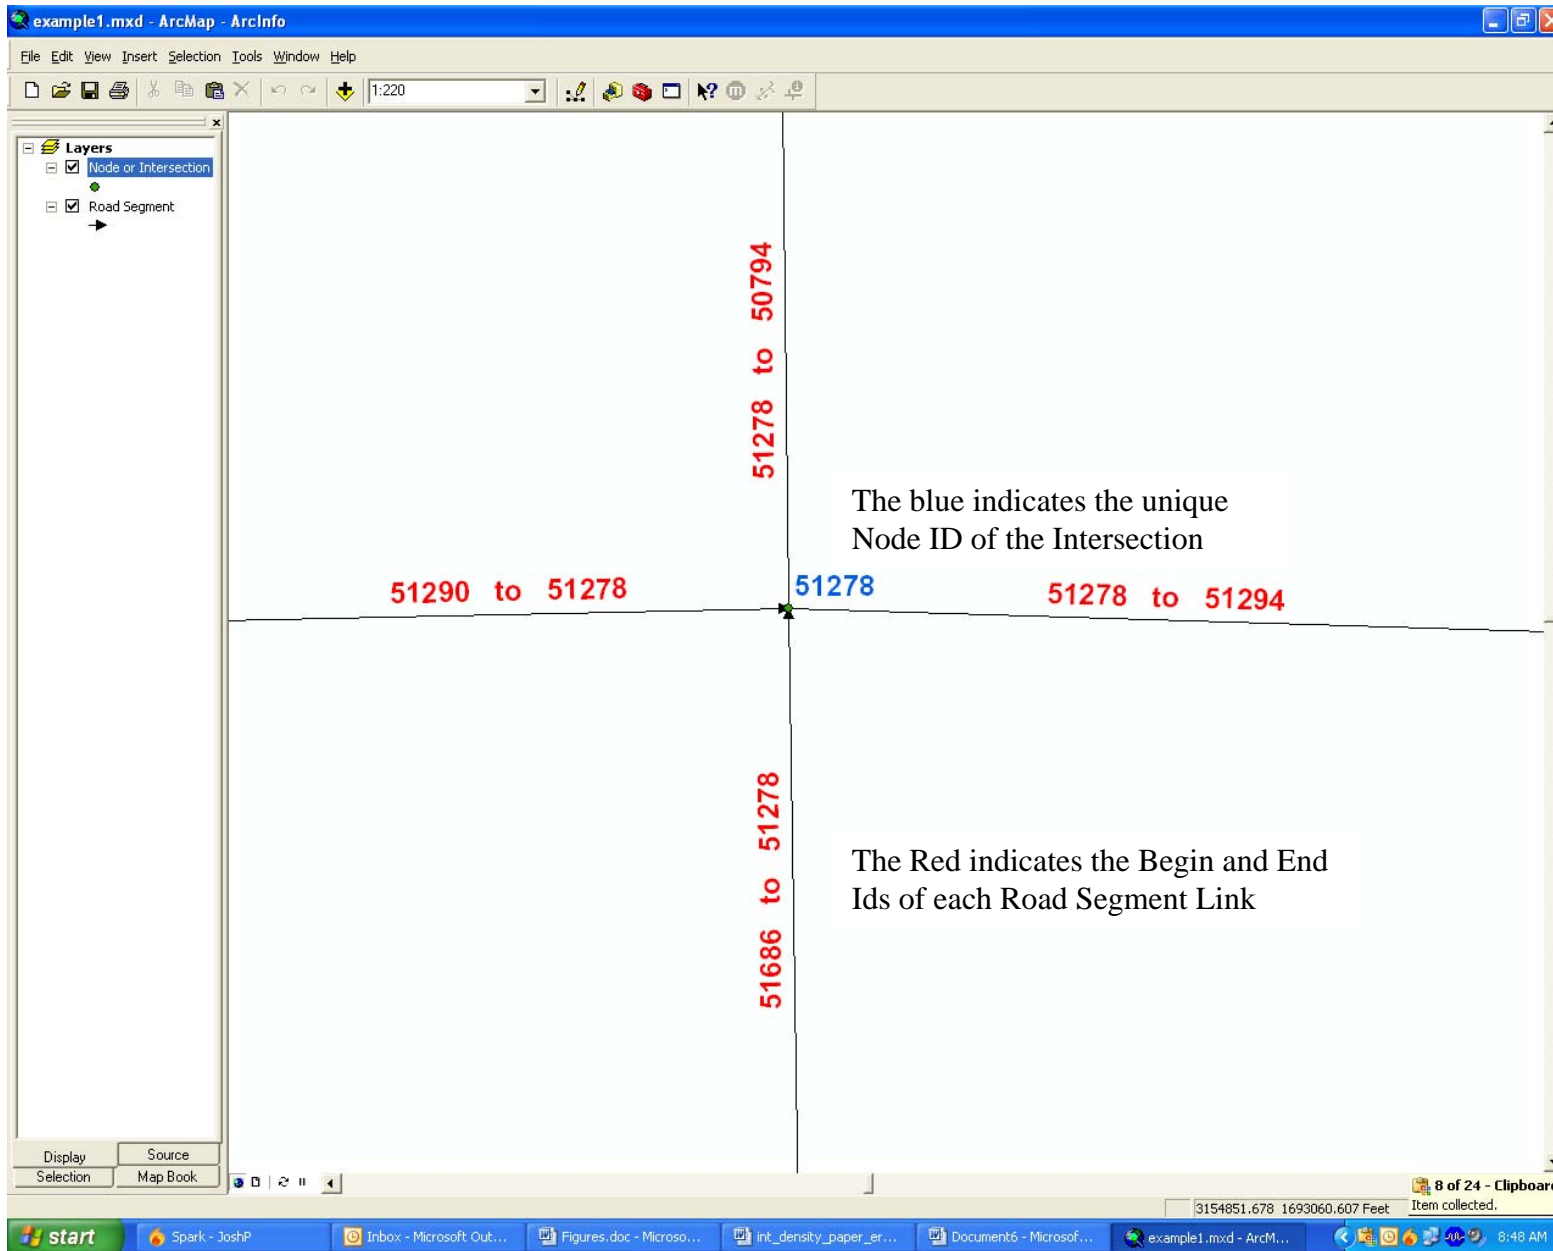 example1.mxd - ArcMap - ArcInfo
File Edit View Insert Selection Tools Window Help
1:220
Layers
Node or Intersection
Road Segment
51278 to 50794
The blue indicates the unique
Node ID of the Intersection
51290 to 51278
51278
51278 to 51294
51686 to 51278
The Red indicates the Begin and End
Ids of each Road Segment Link
Display Source
Selection Map Book
8 of 24 - Clipboard
Item collected.
3154851.678 1693060.607 Feet
start
Spark - JoshP
Inbox - Microsoft Out...
Figures.doc - Microso...
int_density_paper_er...
Document6 - Microsof...
example1.mxd - ArcM...
8:48 AM